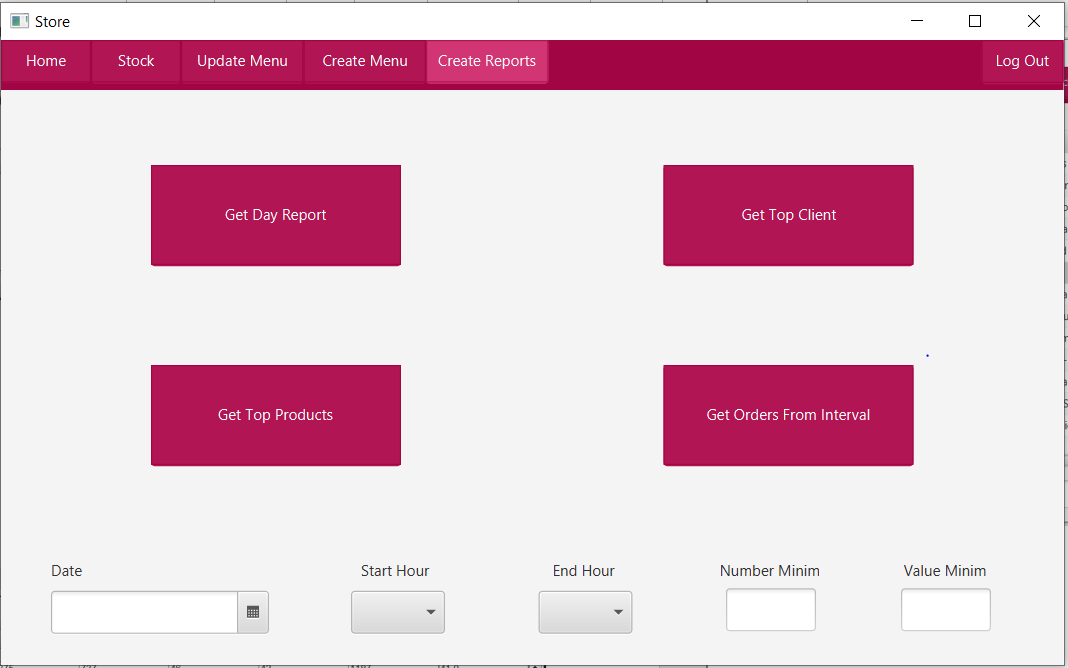 Store
Home Stock Update Menu Create Menu Create Reports Log Out
Get Day Report Get Top Client
Get Top Products Get Orders From Interval
Date Start Hour End Hour Number Minim Value Minim